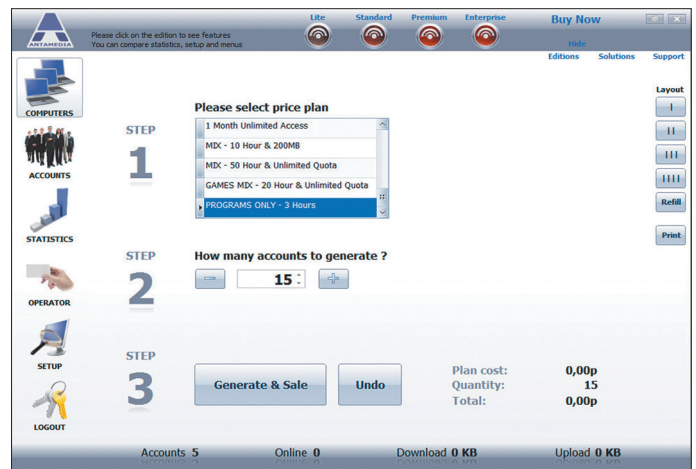 ANTAMEDIA
Please click on the edition to see features
You can compare statistics, setup and menus
Lite
Standard
Premium
Enterprise
Buy Now
Hide
Editions Solutions Support
COMPUTERS
ACCOUNTS
STATISTICS
OPERATOR
SETUP
LOGOUT
STEP
1
Please select price plan
1 Month Unlimited Access
MIX - 10 Hour & 200MB
MIX - 50 Hour & Unlimited Quota
GAMES MIX - 20 Hour & Unlimited Quota
PROGRAMS ONLY - 3 Hours
STEP
2
How many accounts to generate ?
15
STEP
3
Generate & Sale
Undo
Plan cost: 0,00p
Quantity: 15
Total: 0,00p
Layout
I
II
III
IIII
Refill
Print
Accounts 5 Online 0 Download 0 KB Upload 0 KB